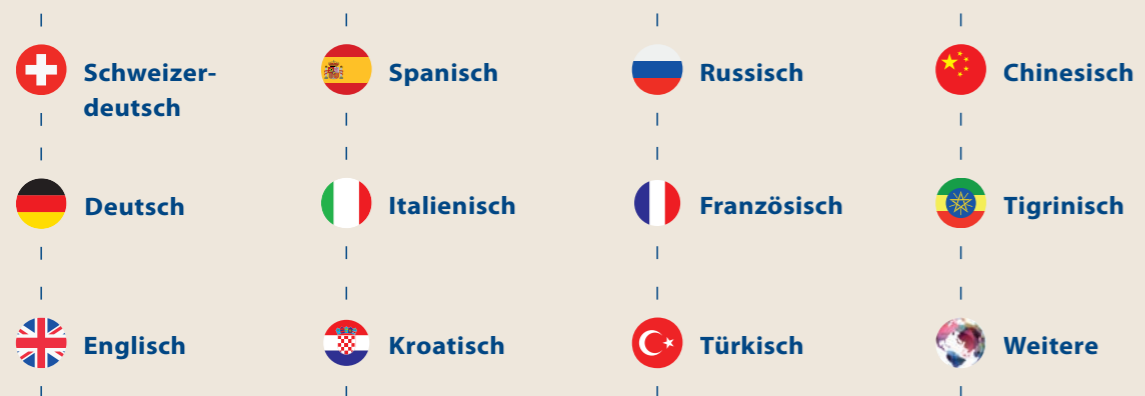 Schweizer-
deutsch
Spanisch
Russisch
Chinesisch
Deutsch
Italienisch
Französisch
Tigrinisch
Englisch
Kroatisch
Türkisch
Weitere